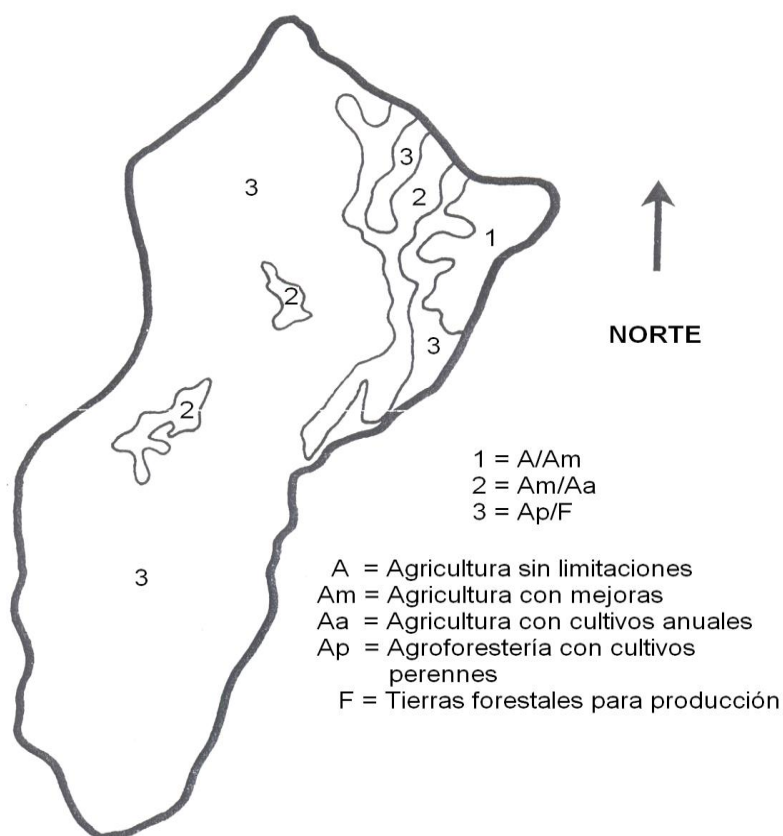 3
3
2
1
2
NORTE
3
2
1 = A/Am
2 = Am/Aa
3 = Ap/F
3
A = Agricultura sin limitaciones
Am = Agricultura con mejoras
Aa = Agricultura con cultivos anuales
Ap = Agroforestería con cultivos
perennes
F = Tierras forestales para producción